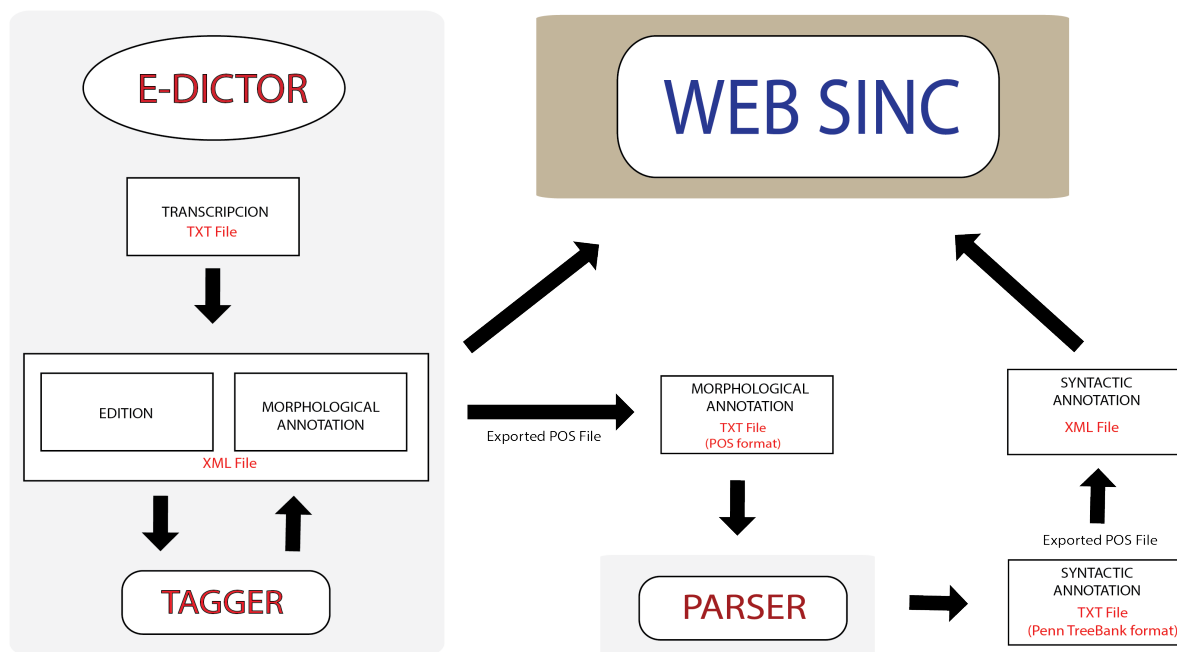 E-DICTOR
WEB SINC
TRANSCRIPCION
TXT File
EDITION
MORPHOLOGICAL
ANNOTATION
XML File
TAGGER
Exported POS File
MORPHOLOGICAL
ANNOTATION
TXT File
(POS format)
PARSER
SYNTACTIC
ANNOTATION
TXT File
(Penn TreeBank format)
Exported POS File
SYNTACTIC
ANNOTATION
XML File